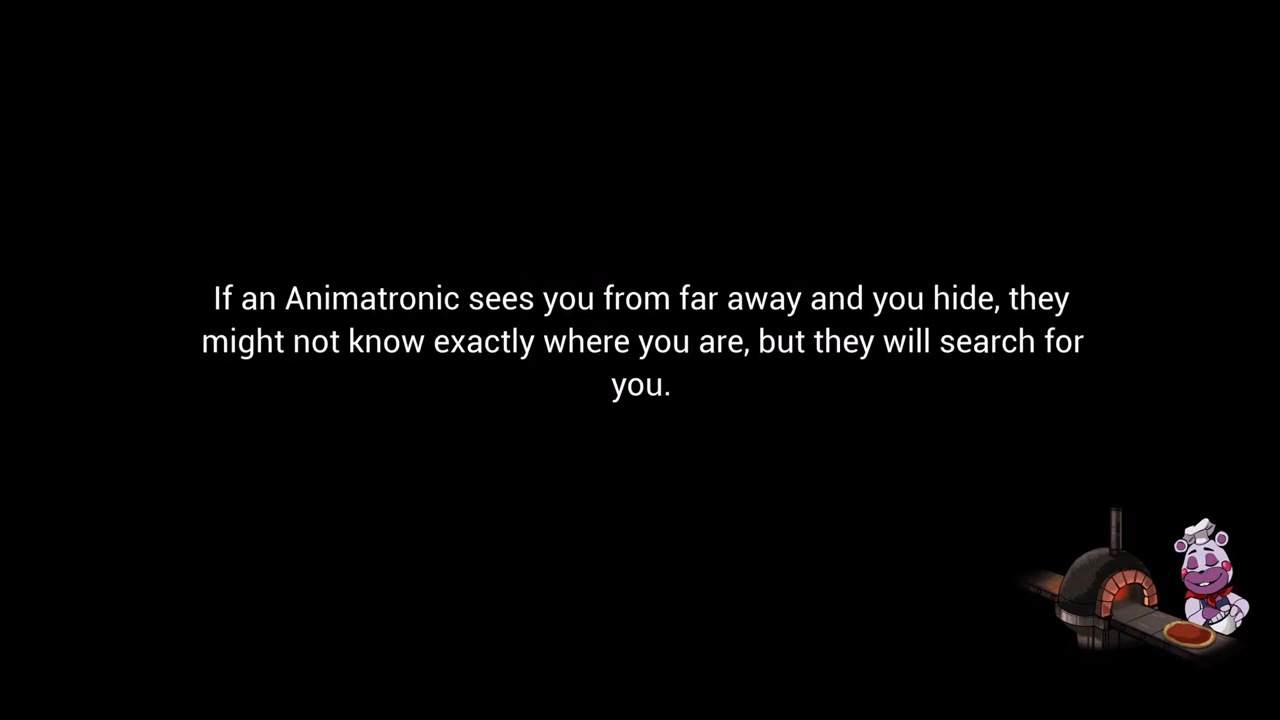 If an Animatronic sees you from far away and you hide, they
might not know exactly where you are, but they will search for
you.